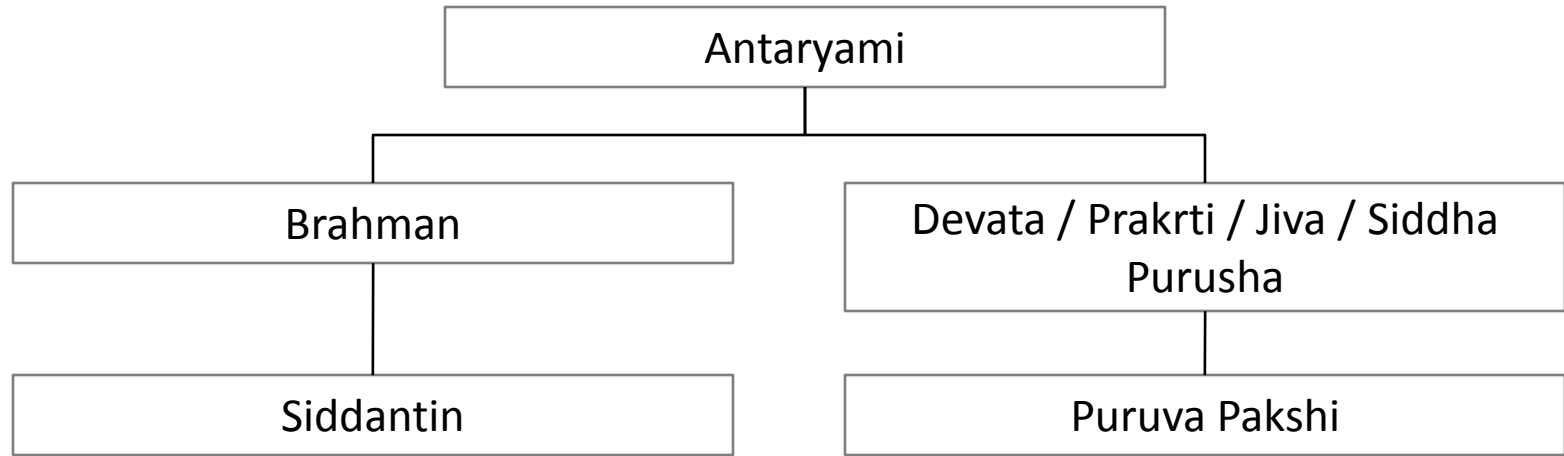 Antaryami
Brahman
Devata / Prakrti / Jiva / Siddha
Purusha
Siddantin
Puruva Pakshi